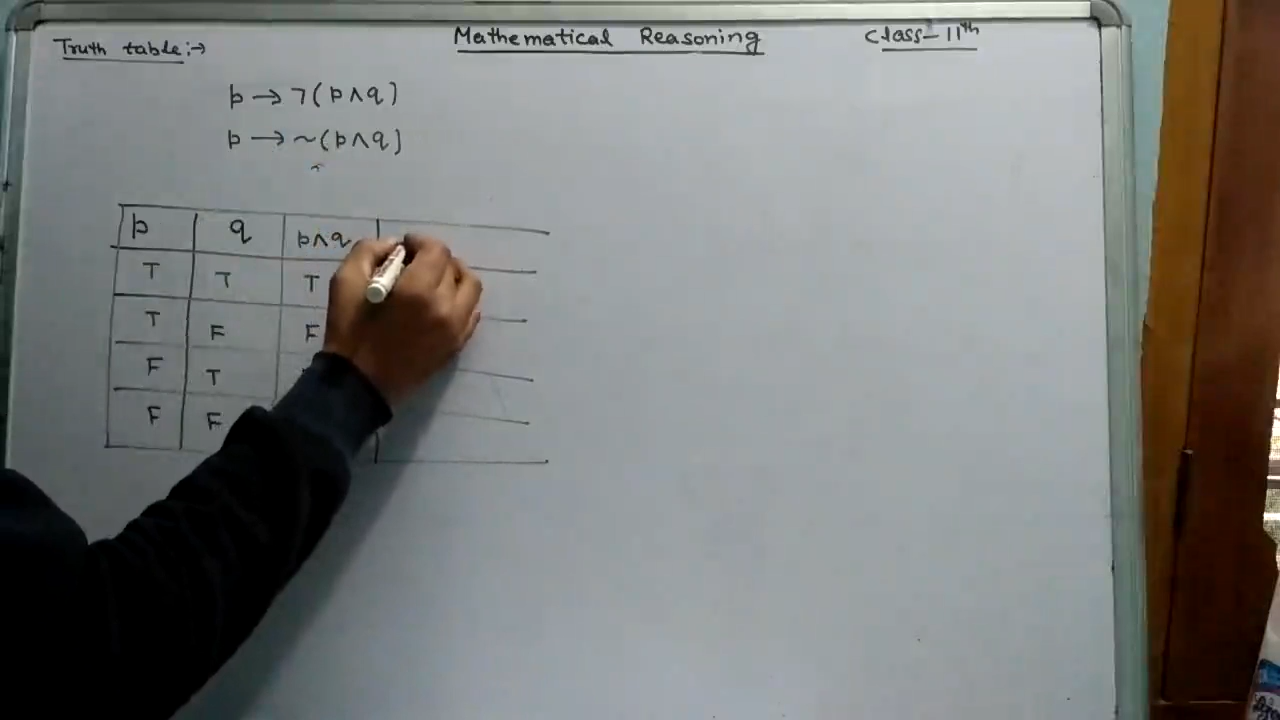 Truth table:→ Mathematical Reasoning Class-11th
p → ¬(p∧q)
p → ~(p∧q)
p q p∧q
T T T
T F F
F T
F F